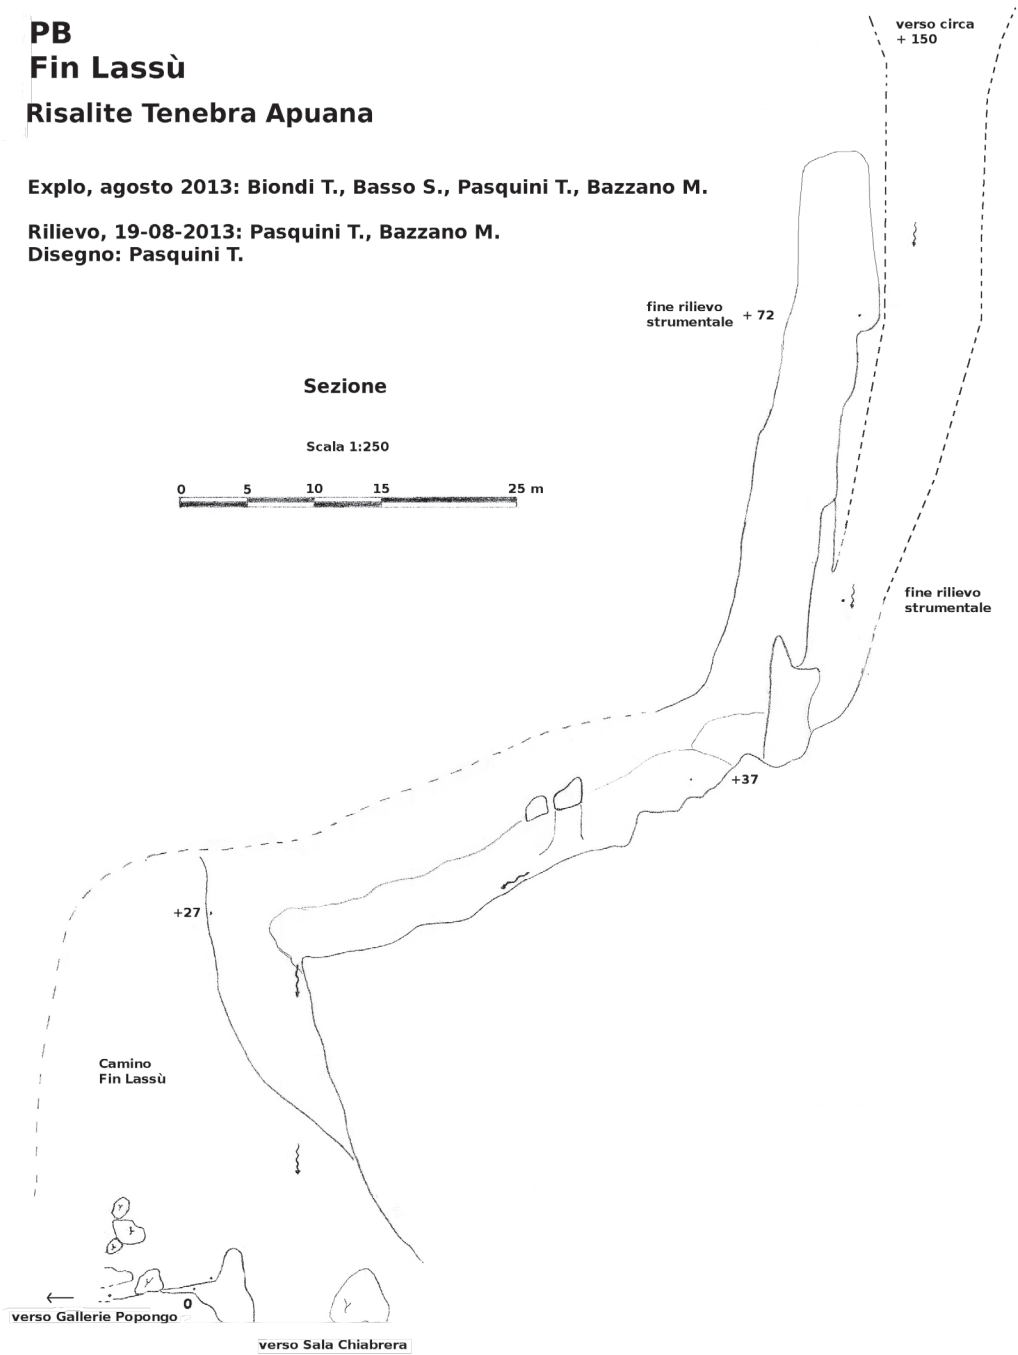 PB
Fin Lassù
Risalite Tenebra Apuana
Explo, agosto 2013: Biondi T., Basso S., Pasquini T., Bazzano M.
Rilievo, 19-08-2013: Pasquini T., Bazzano M.
Disegno: Pasquini T.
verso circa
+ 150
fine rilievo
strumentale + 72
Sezione
Scala 1:250
0 5 10 15 25 m
fine rilievo
strumentale
+37
+27
Camino
Fin Lassù
0
verso Gallerie Popongo
verso Sala Chiabrera